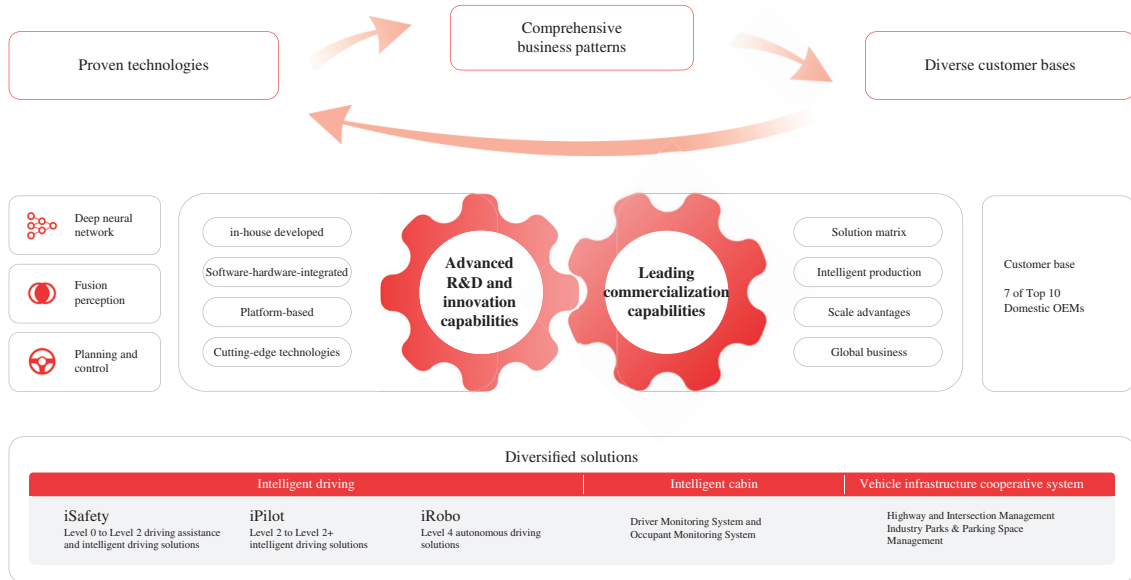 Proven technologies
Comprehensive
business patterns
Diverse customer bases
Deep neural
network
Fusion
perception
Planning and
control
in-house developed
Software-hardware-integrated
Platform-based
Cutting-edge technologies
Advanced
R&D and
innovation
capabilities
Leading
commercialization
capabilities
Solution matrix
Intelligent production
Scale advantages
Global business
Customer base
7 of Top 10
Domestic OEMs
Diversified solutions
Intelligent driving
Intelligent cabin
Vehicle infrastructure cooperative system
iSafety
Level 0 to Level 2 driving assistance
and intelligent driving solutions
iPilot
Level 2 to Level 2+
intelligent driving solutions
iRobo
Level 4 autonomous driving
solutions
Driver Monitoring System and
Occupant Monitoring System
Highway and Intersection Management
Industry Parks & Parking Space
Management